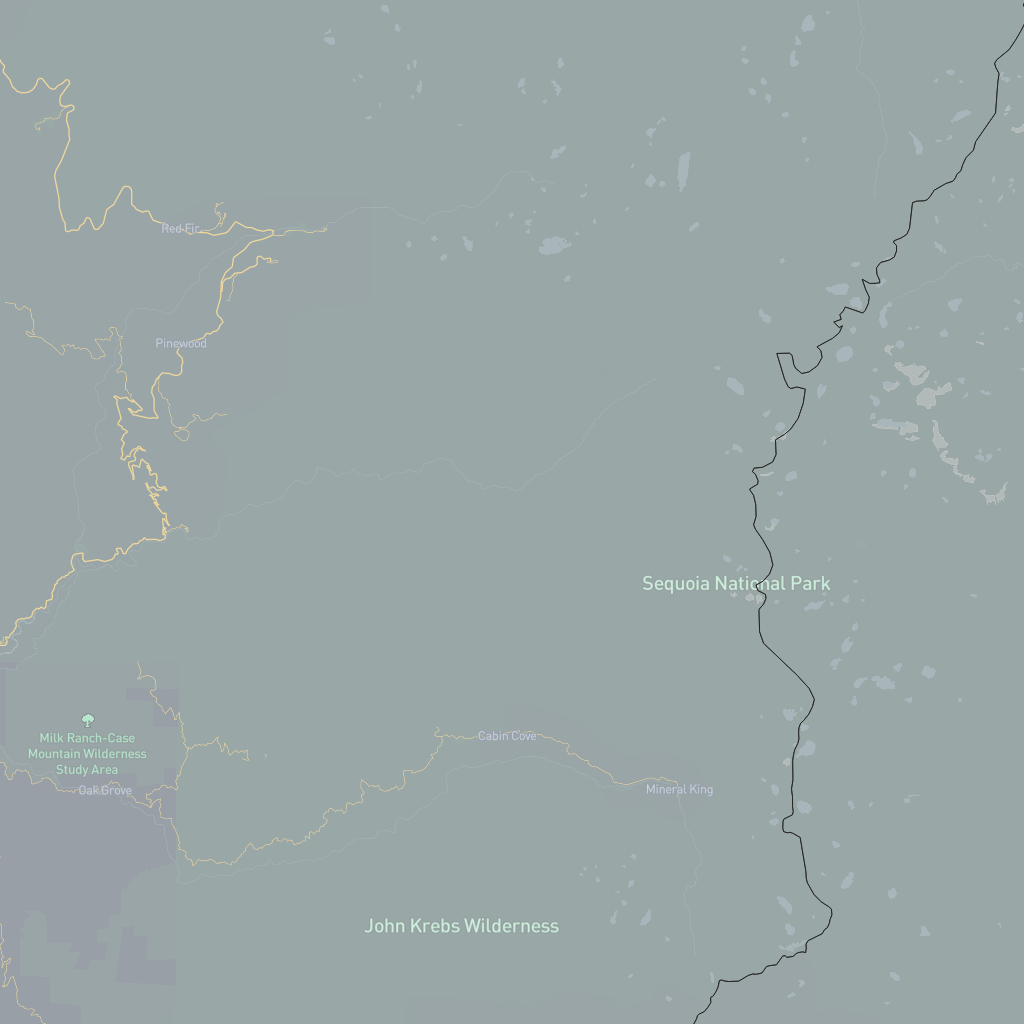 Red Fir
Pinewood
Sequoia National Park
Milk Ranch-Case
Mountain Wilderness
Study Area
Cabin Cove
Oak Grove
Mineral King
John Krebs Wilderness